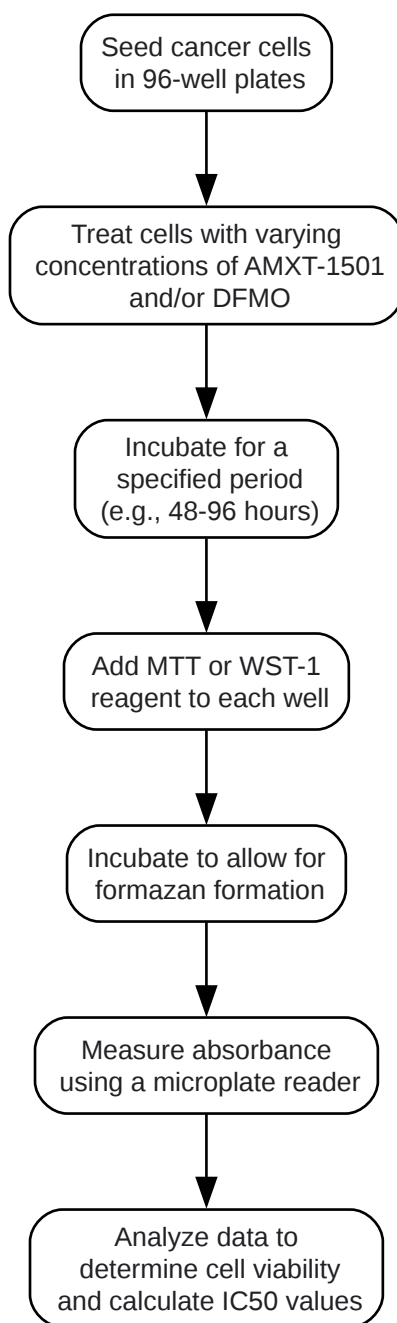 Seed cancer cells
in 96-well plates
Treat cells with varying
concentrations of AMXT-1501
and/or DFMO
Incubate for a
specified period
(e.g., 48-96 hours)
Add MTT or WST-1
reagent to each well
Incubate to allow for
formazan formation
Measure absorbance
using a microplate reader
Analyze data to
determine cell viability
and calculate IC50 values